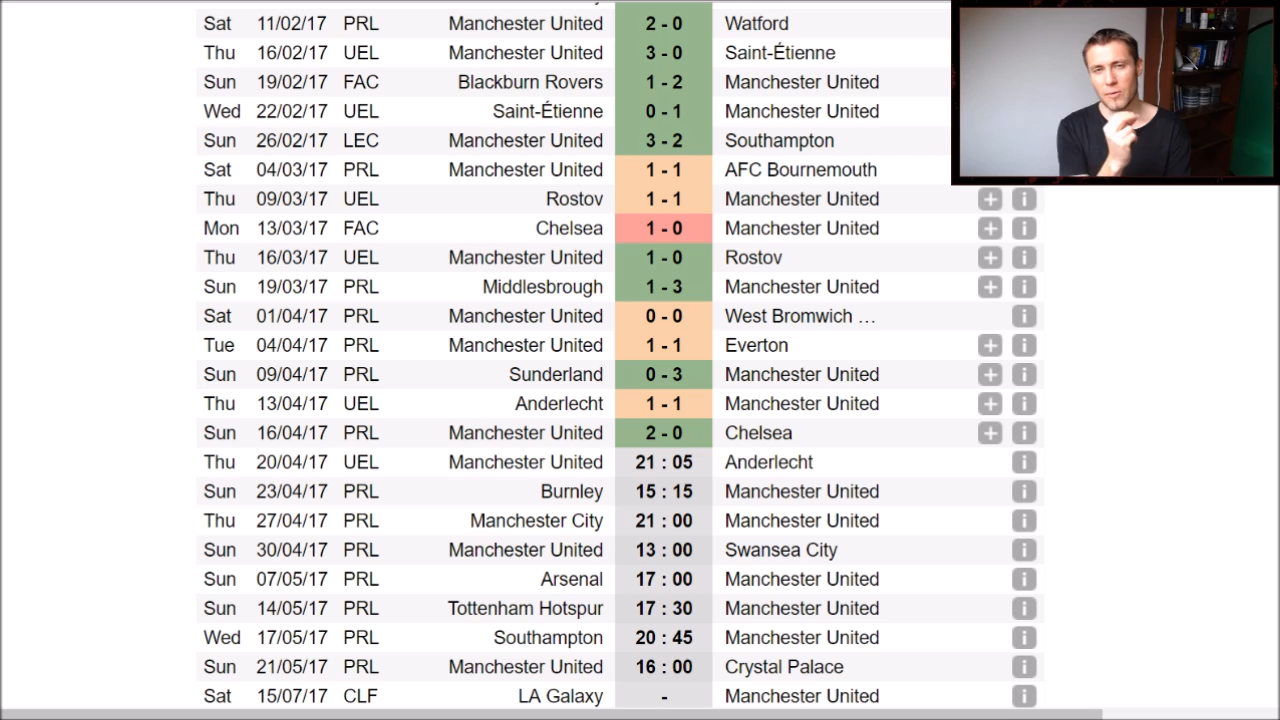 Sat 11/02/17 PRL Manchester United 2 - 0 Watford
Thu 16/02/17 UEL Manchester United 3 - 0 Saint-Étienne
Sun 19/02/17 FAC Blackburn Rovers 1 - 2 Manchester United
Wed 22/02/17 UEL Saint-Étienne 0 - 1 Manchester United
Sun 26/02/17 LEC Manchester United 3 - 2 Southampton
Sat 04/03/17 PRL Manchester United 1 - 1 AFC Bournemouth
Thu 09/03/17 UEL Rostov 1 - 1 Manchester United + i
Mon 13/03/17 FAC Chelsea 1 - 0 Manchester United + i
Thu 16/03/17 UEL Manchester United 1 - 0 Rostov + i
Sun 19/03/17 PRL Middlesbrough 1 - 3 Manchester United + i
Sat 01/04/17 PRL Manchester United 0 - 0 West Bromwich … i
Tue 04/04/17 PRL Manchester United 1 - 1 Everton + i
Sun 09/04/17 PRL Sunderland 0 - 3 Manchester United + i
Thu 13/04/17 UEL Anderlecht 1 - 1 Manchester United + i
Sun 16/04/17 PRL Manchester United 2 - 0 Chelsea + i
Thu 20/04/17 UEL Manchester United 21 : 05 Anderlecht i
Sun 23/04/17 PRL Burnley 15 : 15 Manchester United i
Thu 27/04/17 PRL Manchester City 21 : 00 Manchester United i
Sun 30/04/17 PRL Manchester United 13 : 00 Swansea City i
Sun 07/05/17 PRL Arsenal 17 : 00 Manchester United i
Sun 14/05/17 PRL Tottenham Hotspur 17 : 30 Manchester United i
Wed 17/05/17 PRL Southampton 20 : 45 Manchester United i
Sun 21/05/17 PRL Manchester United 16 : 00 Crystal Palace i
Sat 15/07/17 CLF LA Galaxy - Manchester United i